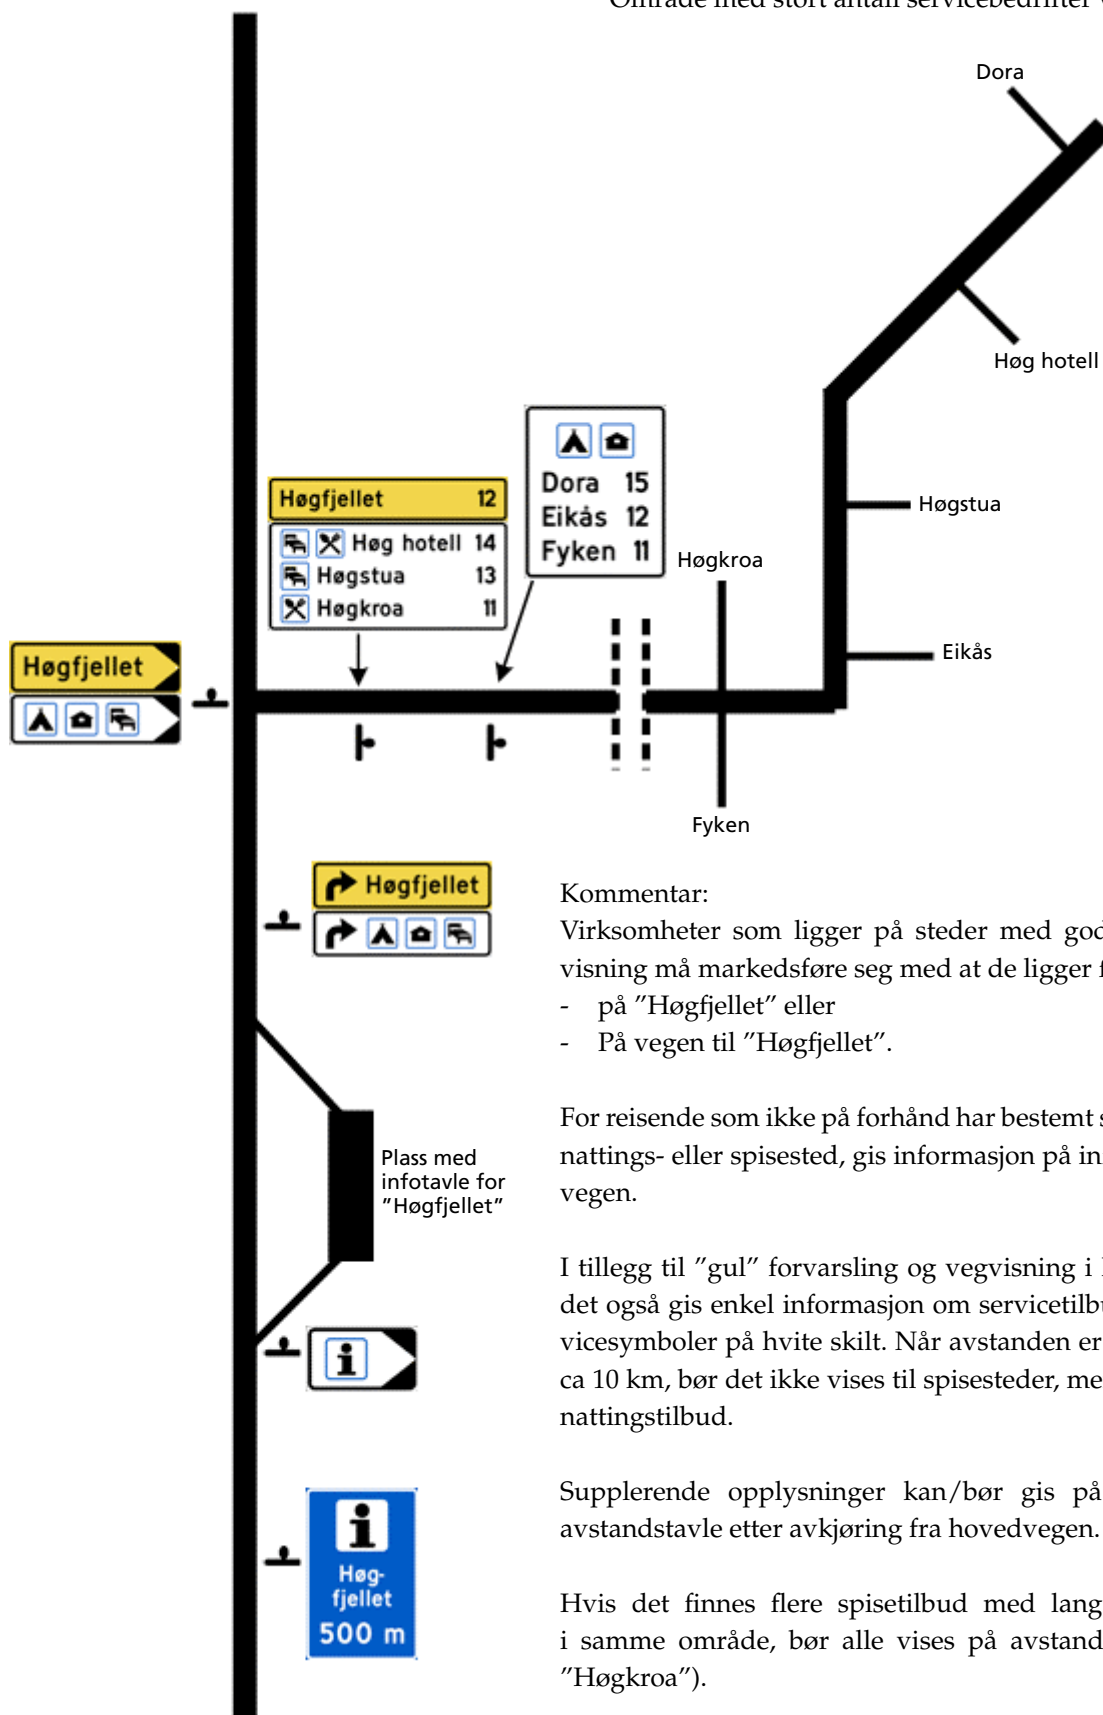 Område med stort antall servicebedrifter
Dora
Høg hotell
Høgstua
Høgkroa
Eikås
Fyken
Dora 15
Eikås 12
Fyken 11
Høgfjellet 12
Høg hotell 14
Høgstua 13
Høgkroa 11
Høgfjellet
Høgfjellet
Plass med
infotavle for
”Høgfjellet”
i
i
Høg-
fjellet
500 m
Kommentar:
Virksomheter som ligger på steder med god
visning må markedsføre seg med at de ligger
- på ”Høgfjellet” eller
- På vegen til ”Høgfjellet”.
For reisende som ikke på forhånd har bestemt
nattings- eller spisested, gis informasjon på
vegen.
I tillegg til ”gul” forvarsling og vegvisning i
det også gis enkel informasjon om
vicesymboler på hvite skilt. Når avstanden er
ca 10 km, bør det ikke vises til spisesteder,
nattingstilbud.
Supplerende opplysninger kan/bør gis på
avstandstavle etter avkjøring fra hovedvegen.
Hvis det finnes flere spisetilbud med lang
i samme område, bør alle vises på
”Høgkroa”).